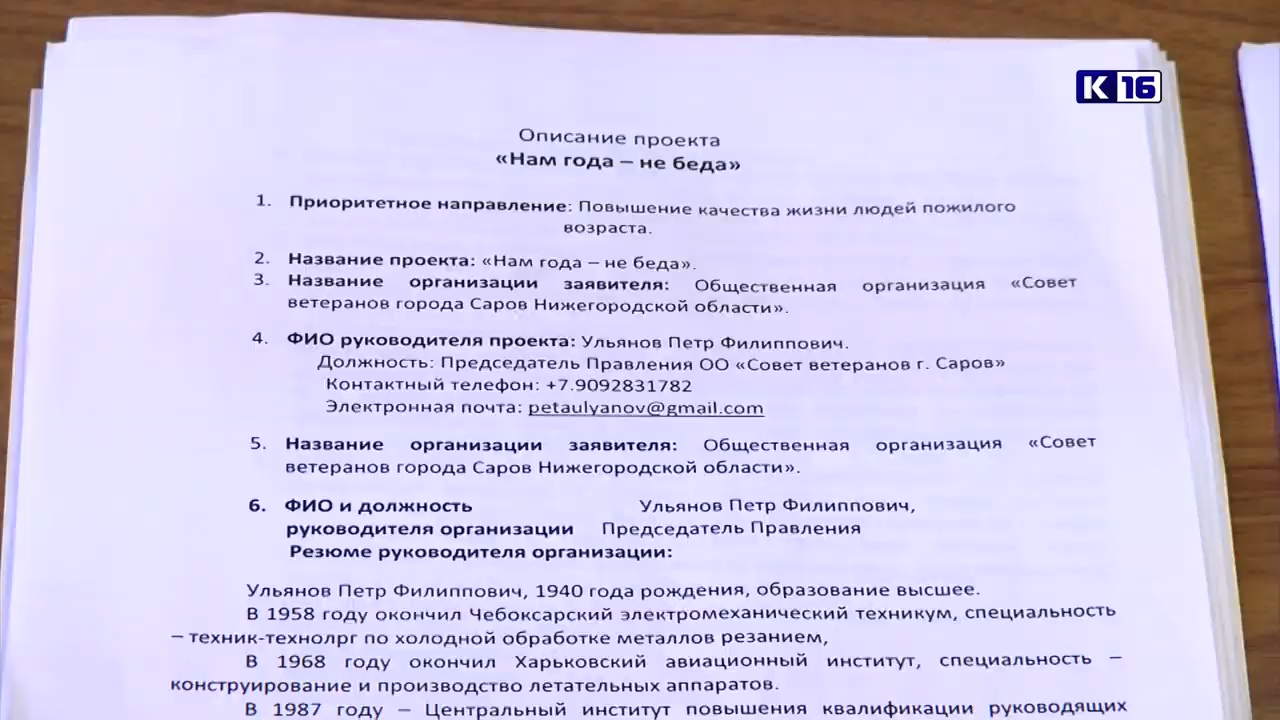 К 16
Описание проекта
«Нам года – не беда»
1. Приоритетное направление: Повышение качества жизни людей пожилого
возраста.
2. Название проекта: «Нам года – не беда».
3. Название организации заявителя: Общественная организация «Совет
ветеранов города Саров Нижегородской области».
4. ФИО руководителя проекта: Ульянов Петр Филиппович.
Должность: Председатель Правления ОО «Совет ветеранов г. Саров»
Контактный телефон: +7.9092831782
Электронная почта: petaulyanov@gmail.com
5. Название организации заявителя: Общественная организация «Совет
ветеранов города Саров Нижегородской области».
6. ФИО и должность Ульянов Петр Филиппович,
руководителя организации Председатель Правления
Резюме руководителя организации:
Ульянов Петр Филиппович, 1940 года рождения, образование высшее.
В 1958 году окончил Чебоксарский электромеханический техникум, специальность
– техник-технолрг по холодной обработке металлов резанием,
В 1968 году окончил Харьковский авиационный институт, специальность –
конструирование и производство летательных аппаратов.
В 1987 году – Центральный институт повышения квалификации руководящих